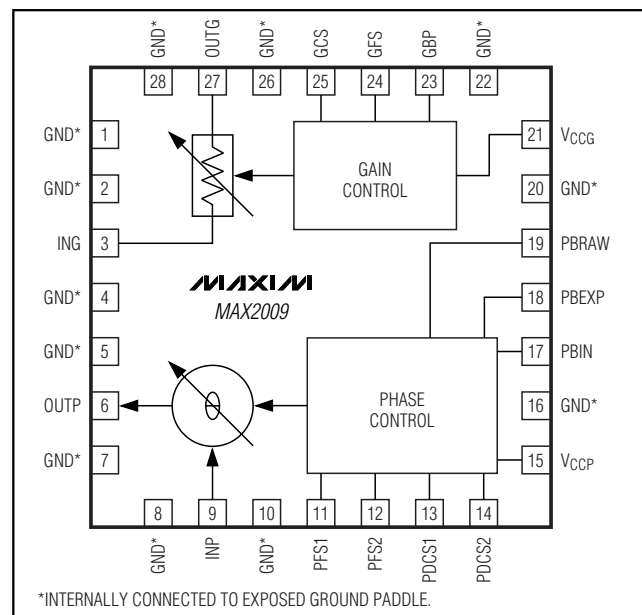 GND*
OUTG
GND*
GCS
GFS
GBP
GND*
28
27
26
25
24
23
22
GND*
1
21
VCCG
GAIN
CONTROL
GND*
2
20
GND*
ING
3
19
PBRAW
MAXIM
MAX2009
GND*
4
18
PBEXP
GND*
5
17
PBIN
OUTP
6
PHASE
CONTROL
16
GND*
GND*
7
15
VCCP
8
9
10
11
12
13
14
GND*
INP
GND*
PFS1
PFS2
PDCS1
PDCS2
*INTERNALLY CONNECTED TO EXPOSED GROUND PADDLE.